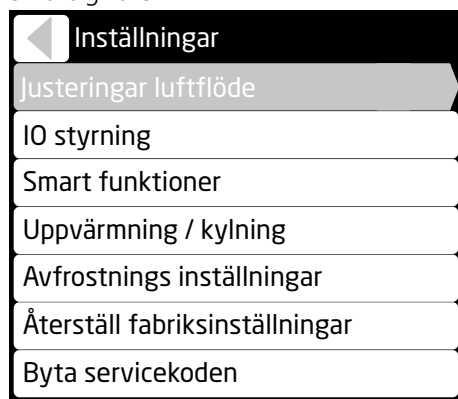 Inställningar
Justeringar luftflöde
IO styrning
Smart funktioner
Uppvärmning / kylning
Avfrostnings inställningar
Återställ fabriksinställningar
Byta servicekoden